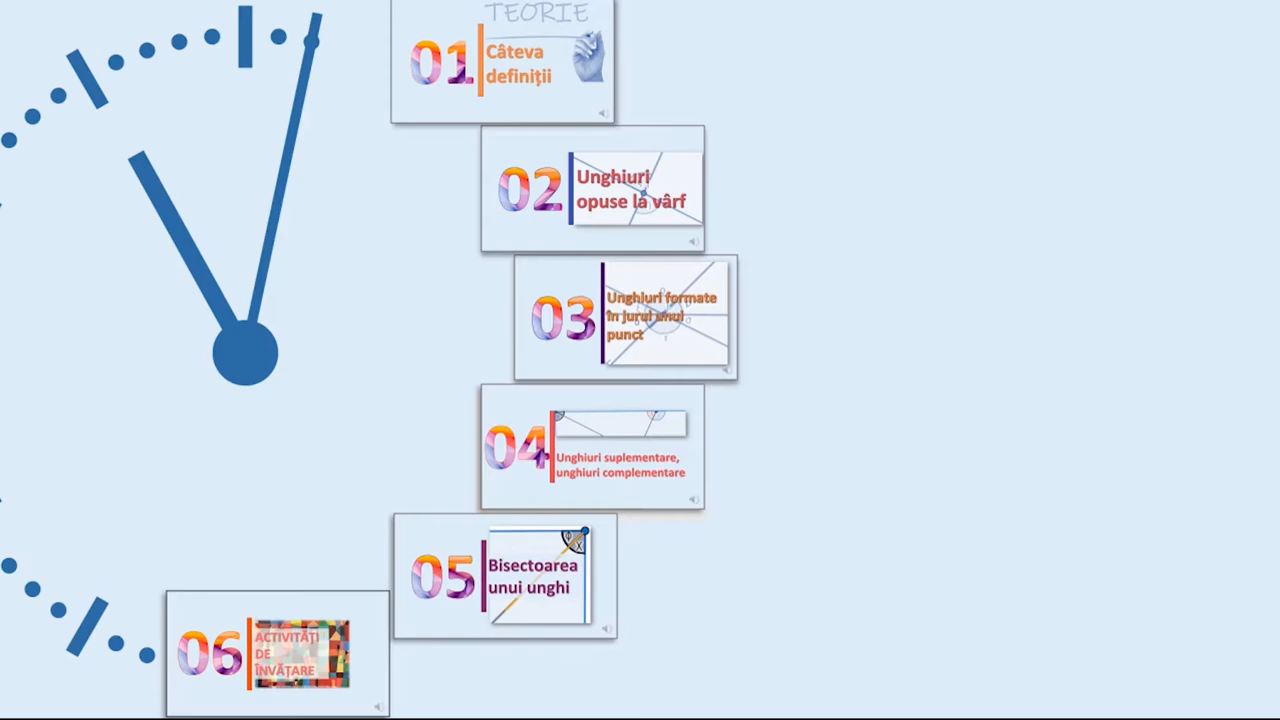 TEORIE
01
Câteva
definiții
02
Unghiuri
opuse la vârf
03
Unghiuri formate
în jurul unui
punct
04
Unghiuri suplementare,
unghiuri complementare
05
Bisectoarea
unui unghi
06
ACTIVITĂȚI
DE
ÎNVĂȚARE